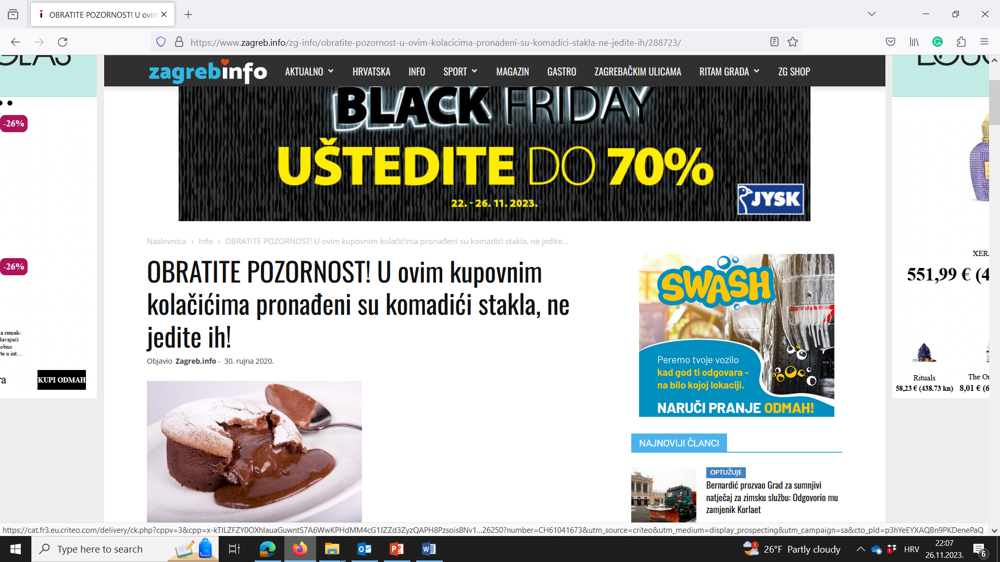 OBRATITE POZORNOST! U ovim
https://www.zagreb.info/zg-info/obratite-pozornost-u-ovim-kolacicima-pronadeni-su-komadici-stakla-ne-jedite-ih/288723/
zagrebinfo
AKTUALNO
HRVATSKA
INFO
SPORT
MAGAZIN
GASTRO
ZAGREBAČKIM ULICAMA
RITAM GRADA
ZG SHOP
BLACK FRIDAY
UŠTEDITE DO 70%
22. - 26. 11. 2023.
JYSK
-26%
-26%
a remek-
žavajući
obno
te u int...
ra
KUPI ODMAH
Naslovnica › Info › OBRATITE POZORNOST! U ovim kupovnim kolačićima pronađeni su komadići stakla, ne jedite...
OBRATITE POZORNOST! U ovim kupovnim
kolačićima pronađeni su komadići stakla, ne
jedite ih!
Objavio Zagreb.info - 30. rujna 2020.
SWASH
Peremo tvoje vozilo
kad god ti odgovara -
na bilo kojoj lokaciji.
NARUČI PRANJE ODMAH!
NAJNOVIJI ČLANCI
OPTUŽUJE
Bernardić prozvao Grad za sumnjivi
natječaj za zimsku službu: Odgovorio mu
zamjenik Korlaet
XER
551,99 € (4
Rituals
58,23 € (438.73 kn)
The Or
8,01 € (6
https://cat.fr3.eu.criteo.com/delivery/ck.php?cppv=3&cpp=x-kTILZFZY0OXhIauaGuwntS7A6WwKPHdMM4cG1JZZd3ZyzQAPH8Pzsois8Nv1…26250?number=CH61041673&utm_source=criteo&utm_medium=display_prospecting&utm_campaign=sa&cto_pld=p3hYeEYXAQBn9PKDenePaQ
Type here to search
1
26°F Partly cloudy
1
HRV
22:07
26.11.2023.
6